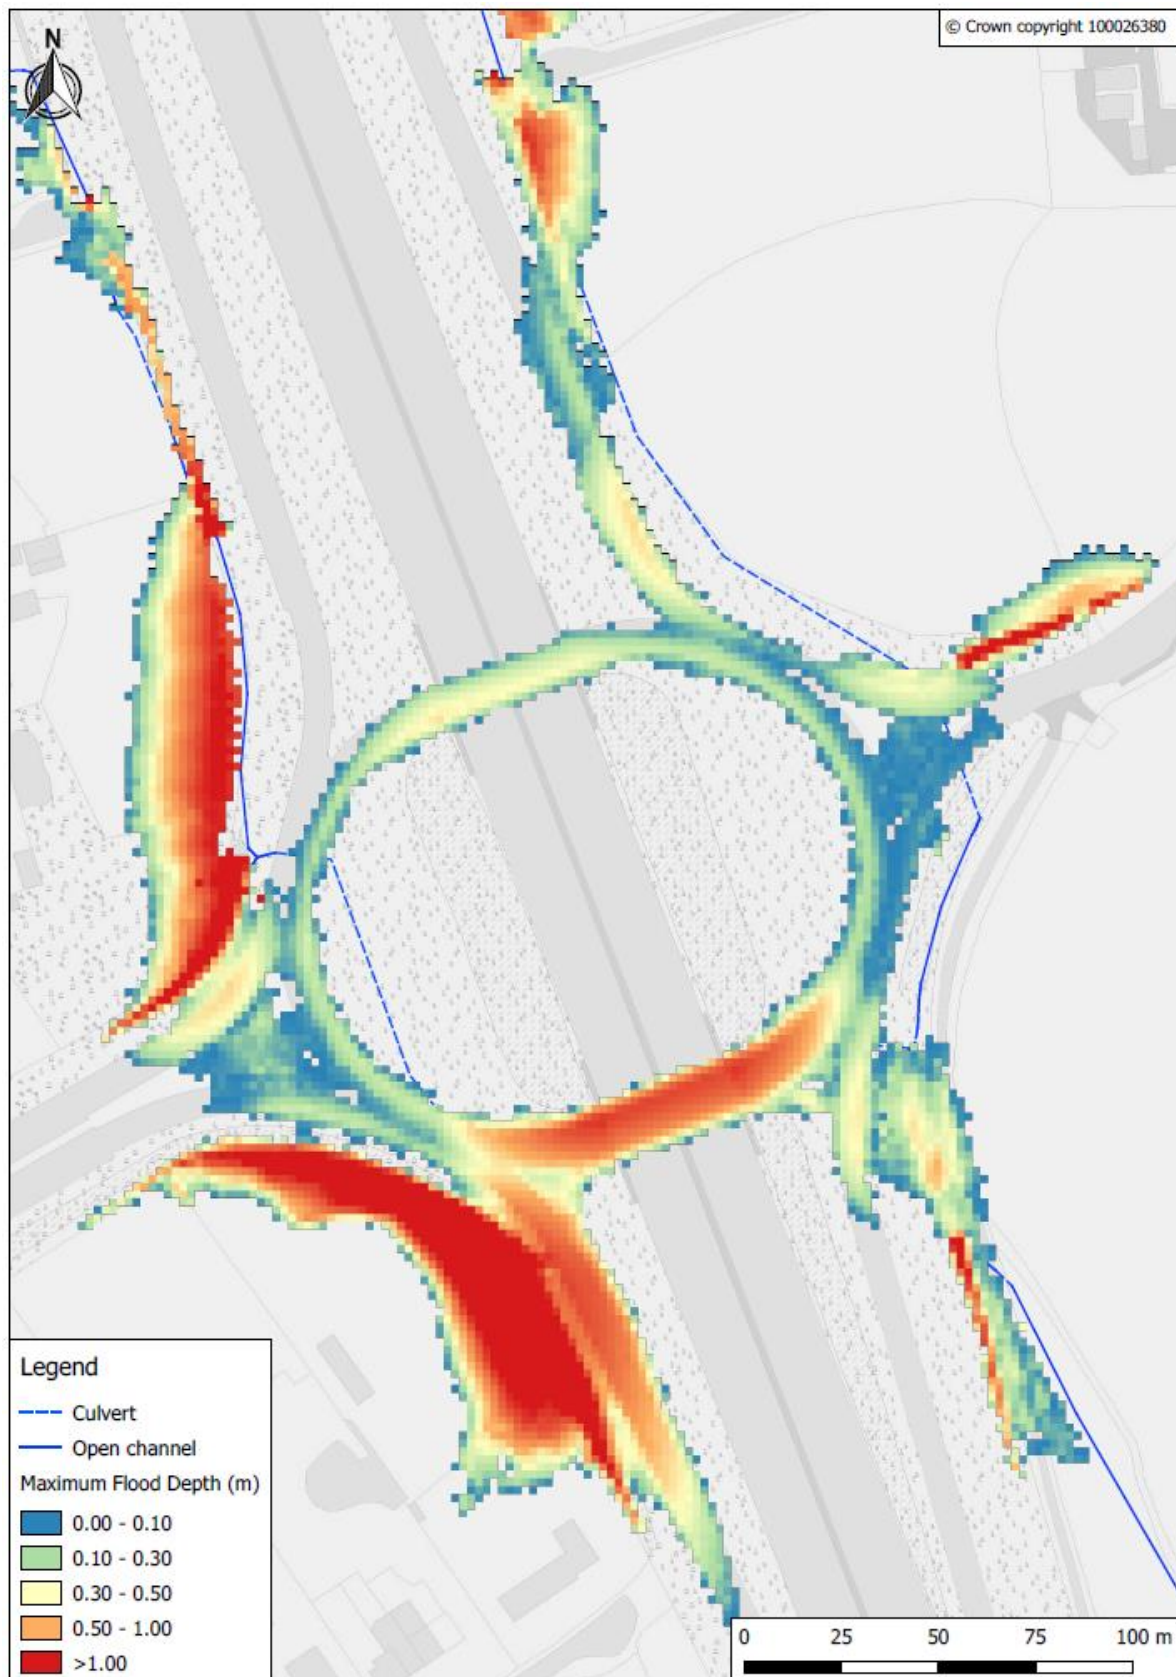 © Crown copyright 100026380
N
Legend
Culvert
Open channel
Maximum Flood Depth (m)
0.00 - 0.10
0.10 - 0.30
0.30 - 0.50
0.50 - 1.00
>1.00
0 25 50 75 100 m